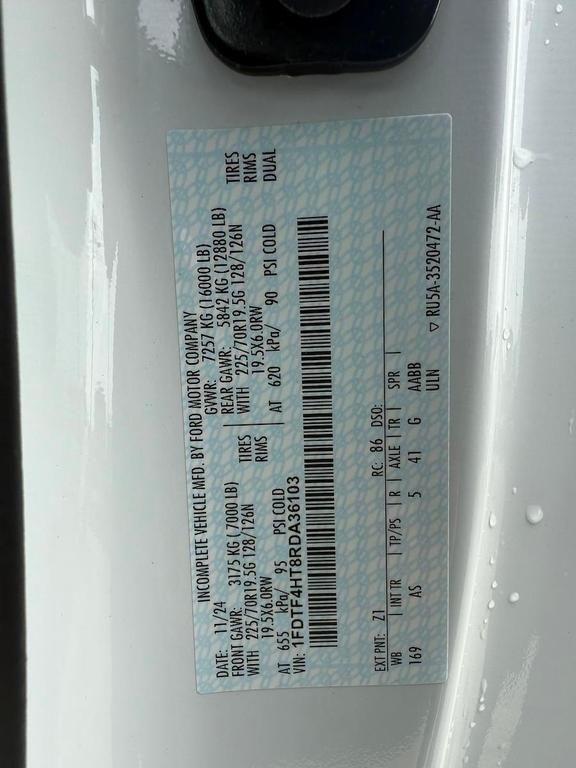 INCOMPLETE VEHICLE MFD. BY FORD MOTOR COMPANY
DATE: 11/24 GVWR: 7257 KG (16000 LB)
FRONT GAWR: 3175 KG ( 7000 LB) REAR GAWR: 5842 KG (12880 LB)
WITH 225/70R19.5G 128/126N TIRES WITH 225/70R19.5G 128/126N TIRES
19.5X6.0RW RIMS 19.5X6.0RW RIMS
AT 655 kPa/ 95 PSI COLD AT 620 kPa/ 90 PSI COLD DUAL
VIN: 1FDTF4HT8RDA36103
EXT PNT: Z1 RC: 86 DSO:
WB INT TR TP/PS R AXLE TR SPR
169 AS 5 41 G AABB
ULN ▽ RU5A-3520472-AA